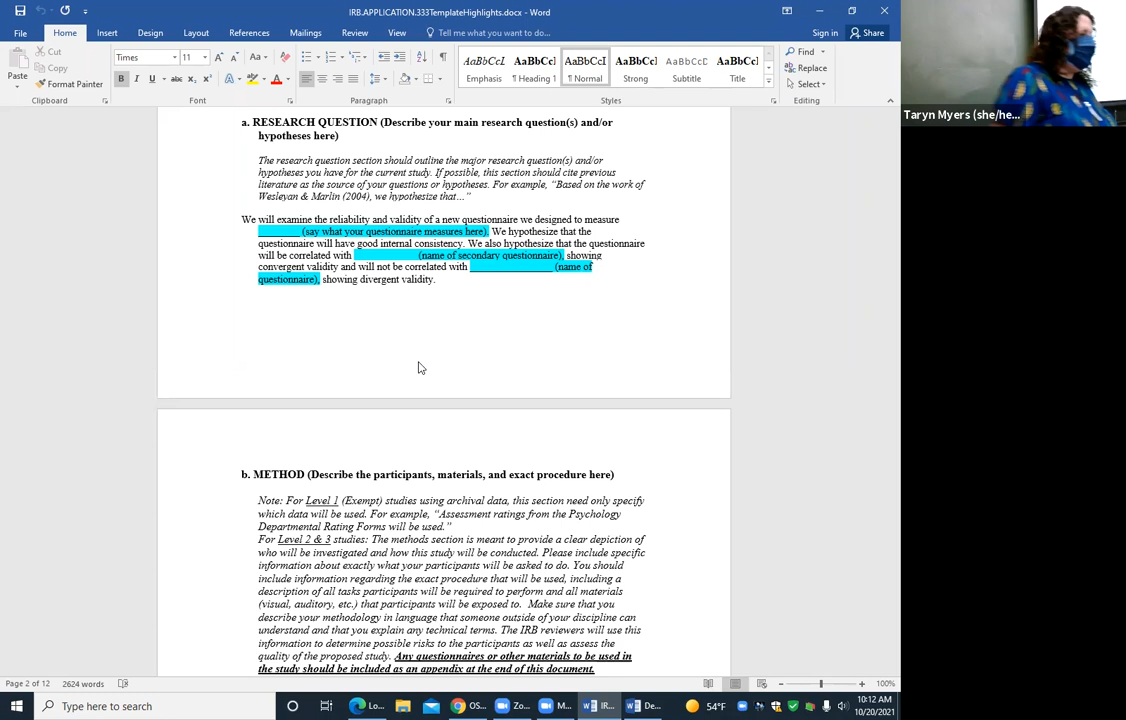 IRB.APPLICATION.333TemplateHighlights.docx - Word
File Home Insert Design Layout References Mailings Review View Tell me what you want to do... Sign in Share
Paste
Cut
Copy
Format Painter
Times 11
Aa
B I U abc x₂ x² A A
AaBbCcL AaBbCcl AaBbCcI AaBbCcl AaBbCcD AaBbCcl
Emphasis ¶ Heading 1 ¶ Normal Strong Subtitle Title
Find
Replace
Select
Clipboard Font Paragraph Styles Editing
Taryn Myers (she/he...
a. RESEARCH QUESTION (Describe your main research question(s) and/or
hypotheses here)
The research question section should outline the major research question(s) and/or
hypotheses you have for the current study. If possible, this section should cite previous
literature as the source of your questions or hypotheses. For example, “Based on the work of
Wesleyan & Marlin (2004), we hypothesize that…”
We will examine the reliability and validity of a new questionnaire we designed to measure
________ (say what your questionnaire measures here). We hypothesize that the
questionnaire will have good internal consistency. We also hypothesize that the questionnaire
will be correlated with ____________ (name of secondary questionnaire), showing
convergent validity and will not be correlated with ________________ (name of
questionnaire), showing divergent validity.
b. METHOD (Describe the participants, materials, and exact procedure here)
Note: For Level 1 (Exempt) studies using archival data, this section need only specify
which data will be used. For example, “Assessment ratings from the Psychology
Departmental Rating Forms will be used.”
For Level 2 & 3 studies: The methods section is meant to provide a clear depiction of
who will be investigated and how this study will be conducted. Please include specific
information about exactly what your participants will be asked to do. You should
include information regarding the exact procedure that will be used, including a
description of all tasks participants will be required to perform and all materials
(visual, auditory, etc.) that participants will be exposed to. Make sure that you
describe your methodology in language that someone outside of your discipline can
understand and that you explain any technical terms. The IRB reviewers will use this
information to determine possible risks to the participants as well as assess the
quality of the proposed study. Any questionnaires or other materials to be used in
the study should be included as an appendix at the end of this document.
Page 2 of 12 2624 words 100%
Type here to search
Lo... OS... Zo... M... IR... De... 54°F
10:12 AM
10/20/2021